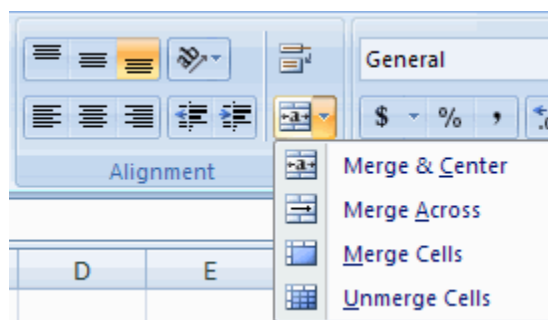 General
$ % ,
Alignment
Merge & Center
Merge Across
Merge Cells
Unmerge Cells
D E